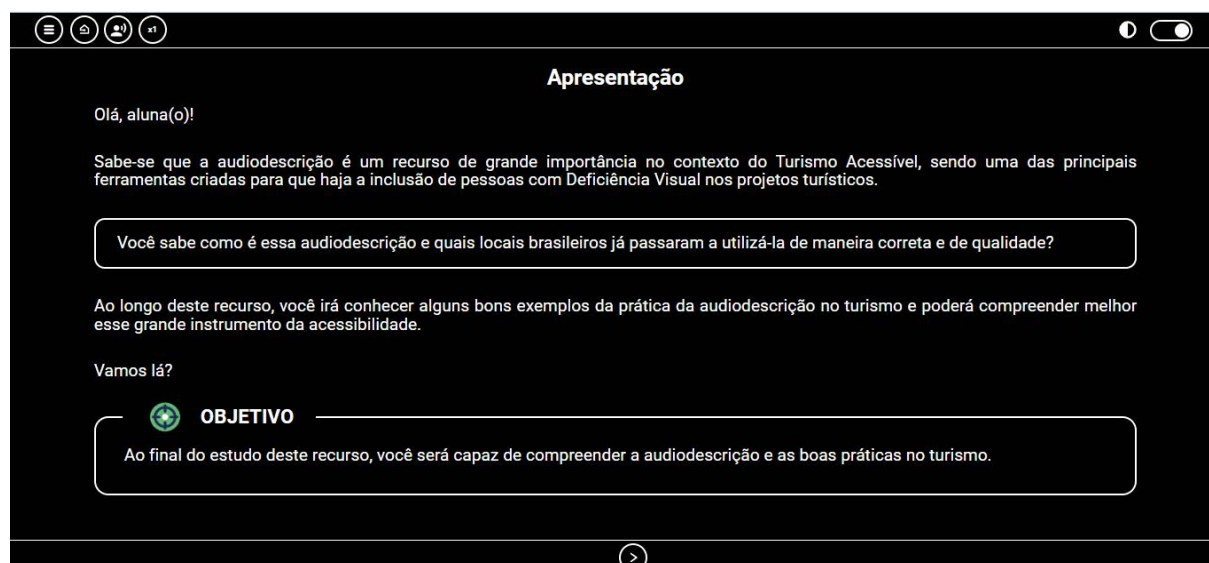 x1
Apresentação
Olá, aluna(o)!
Sabe-se que a audiodescrição é um recurso de grande importância no contexto do Turismo Acessível, sendo uma das principais
ferramentas criadas para que haja a inclusão de pessoas com Deficiência Visual nos projetos turísticos.
Você sabe como é essa audiodescrição e quais locais brasileiros já passaram a utilizá-la de maneira correta e de qualidade?
Ao longo deste recurso, você irá conhecer alguns bons exemplos da prática da audiodescrição no turismo e poderá compreender melhor
esse grande instrumento da acessibilidade.
Vamos lá?
OBJETIVO
Ao final do estudo deste recurso, você será capaz de compreender a audiodescrição e as boas práticas no turismo.